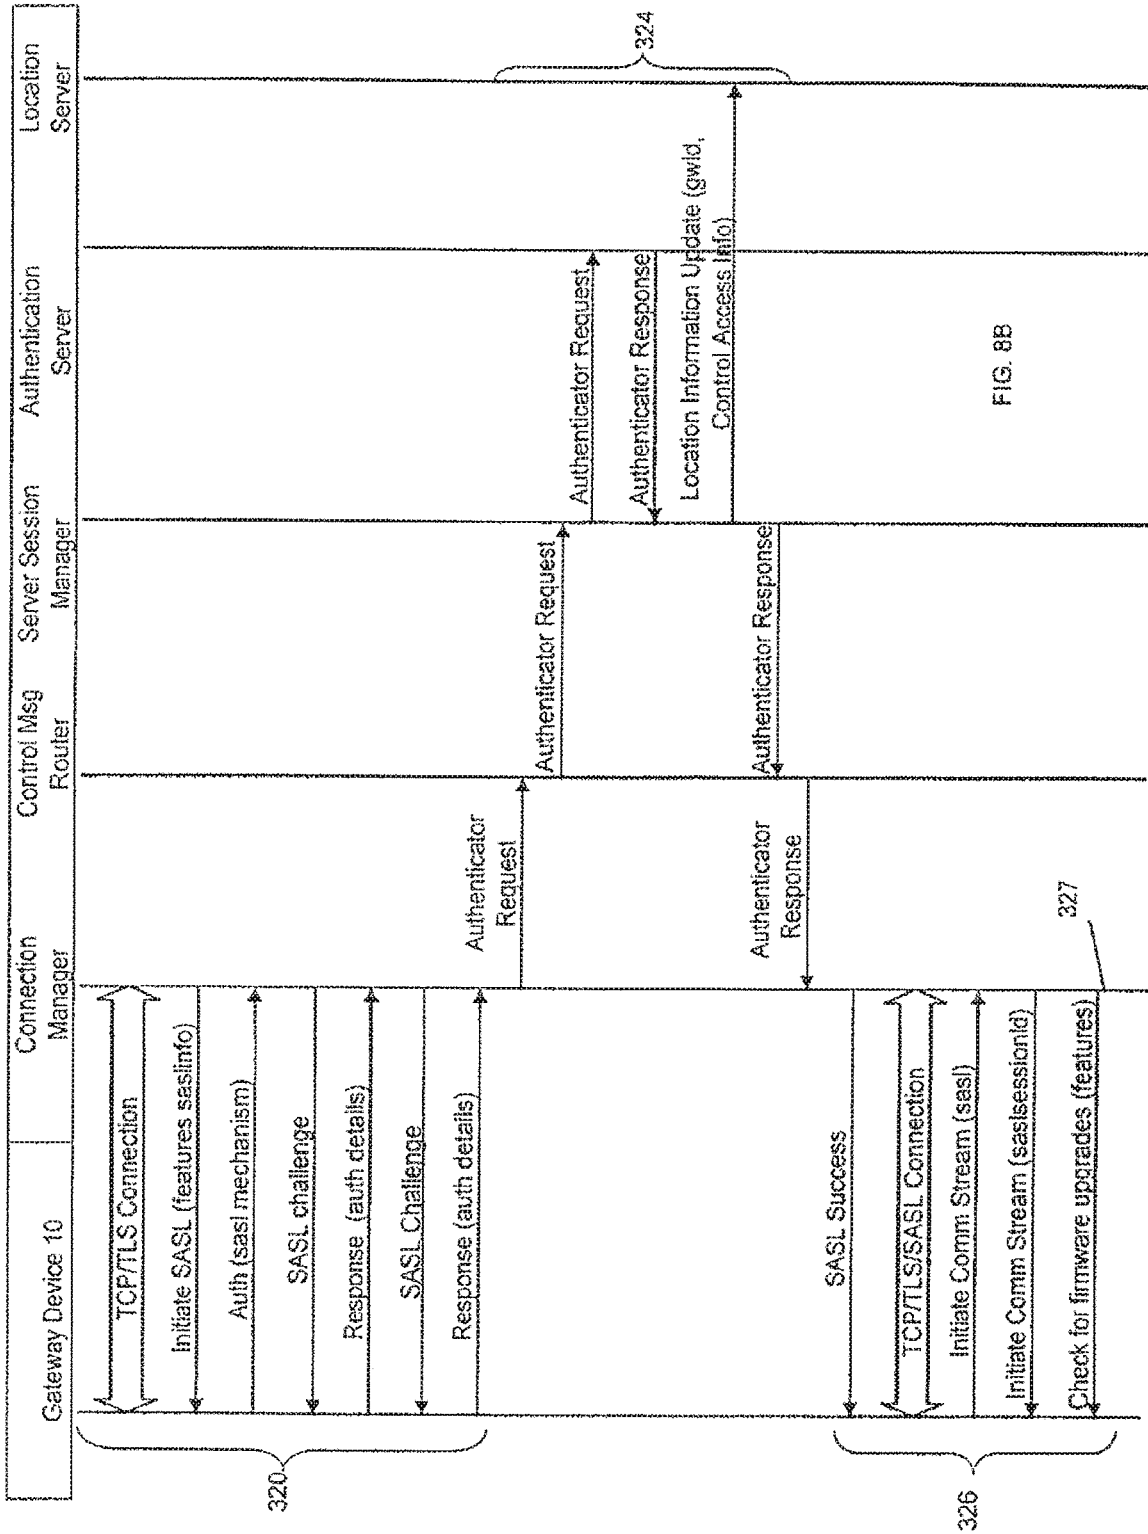 Gateway Device 10
Connection
Manager
Control Msg
Router
Server Session
Manager
Authentication
Server
Location
Server
TCP/TLS Connection
Initiate SASL (features saslinfo)
Auth (sasl mechanism)
SASL challenge
Response (auth details)
SASL Challenge
Response (auth details)
320
Authenticator
Request
Authenticator Request
Authenticator Request
Authenticator Response
Location Information Update (gwId,
Control Access Info)
324
Authenticator Response
Authenticator
Response
SASL Success
TCP/TLS/SASL Connection
Initiate Comm Stream (sasl)
Initiate Comm Stream (saslsessionId)
Check for firmware upgrades (features)
326
327
FIG. 8B